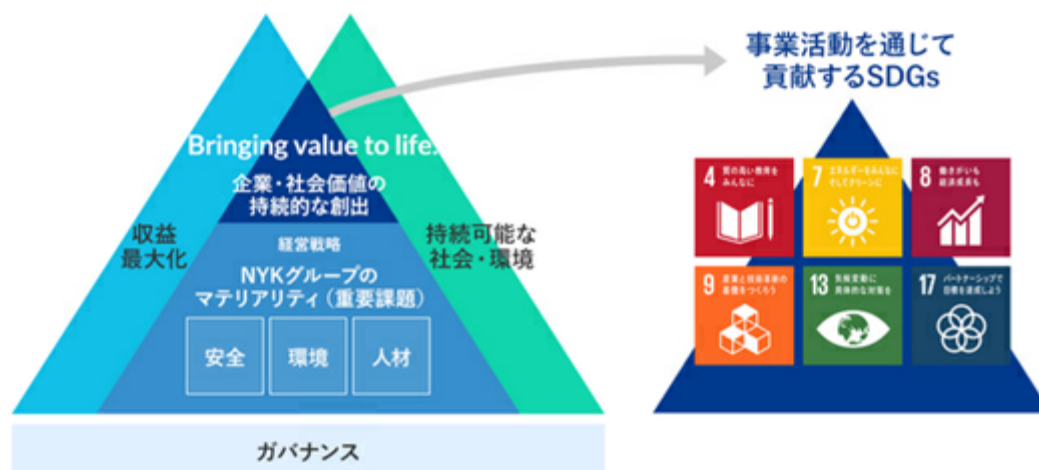 事業活動を通じて
貢献するSDGs
Bringing value to life.
企業・社会価値の
持続的な創出
収益
最大化
持続可能な
社会・環境
経営戦略
NYKグループの
マテリアリティ(重要課題)
安全
環境
人材
ガバナンス
4 質の高い教育を
みんなに
7 エネルギーをみんなに
そしてクリーンに
8 働きがいも
経済成長も
9 産業と技術革新の
基盤をつくろう
13 気候変動に
具体的な対策を
17 パートナーシップで
目標を達成しよう